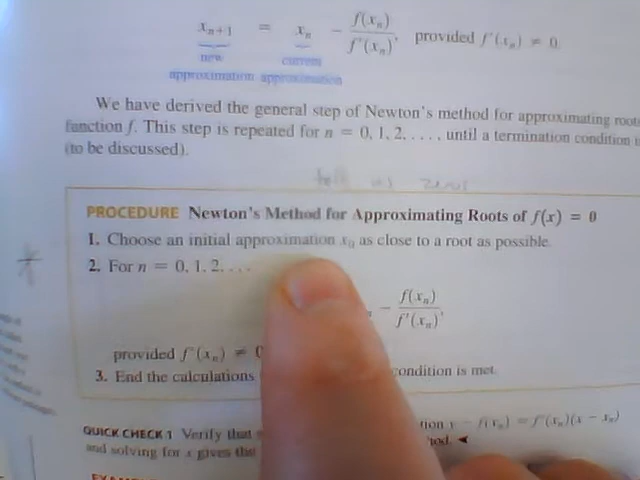 xₙ₊₁ = xₙ − f(xₙ)/f′(xₙ), provided f′(xₙ) ≠ 0
new current
approximation approximation
We have derived the general step of Newton's method for approximating roots
function f. This step is repeated for n = 0, 1, 2, . . . , until a termination condition
(to be discussed).
PROCEDURE Newton's Method for Approximating Roots of f(x) = 0
1. Choose an initial approximation x₀ as close to a root as possible.
2. For n = 0, 1, 2, . . .
− f(xₙ)/f′(xₙ),
provided f′(xₙ) ≠ 0
3. End the calculations condition is met.
QUICK CHECK 1 Verify that y − f(xₙ) = f′(xₙ)(x − xₙ)
and solving for x gives the